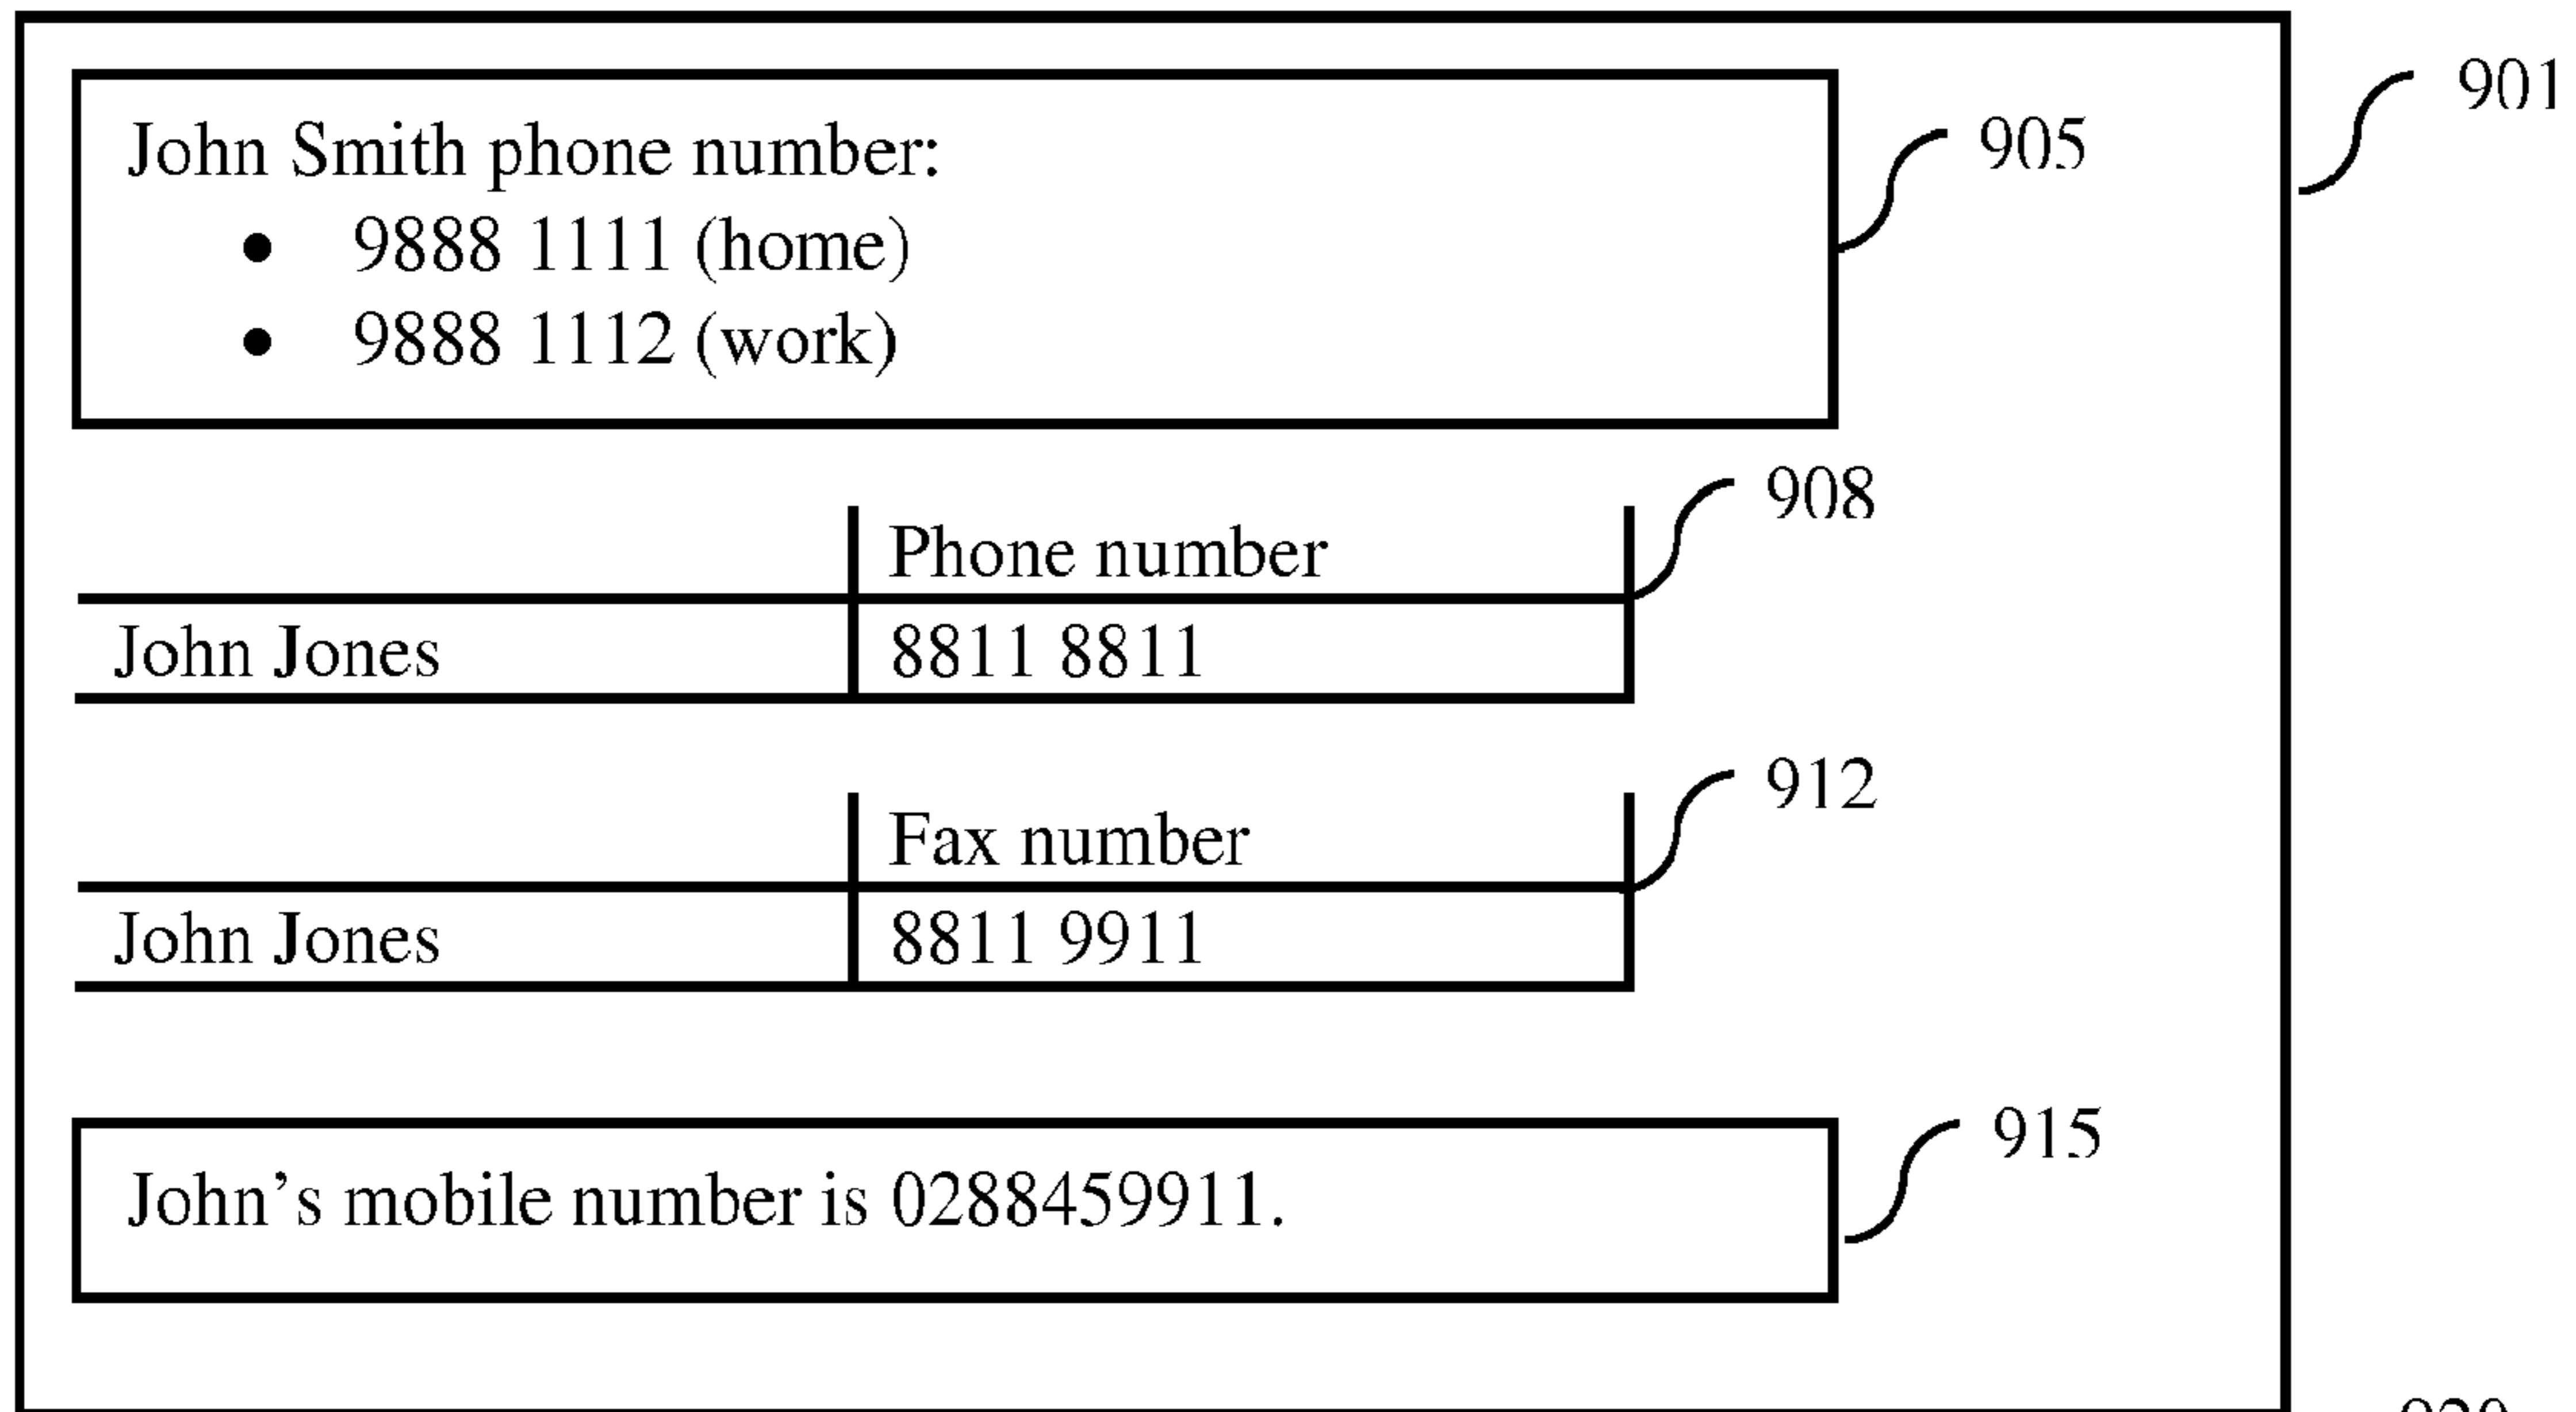 901
John Smith phone number:
905
• 9888 1111 (home)
• 9888 1112 (work)
908
Phone number
John Jones 8811 8811
912
Fax number
John Jones 8811 9911
915
John’s mobile number is 0288459911.